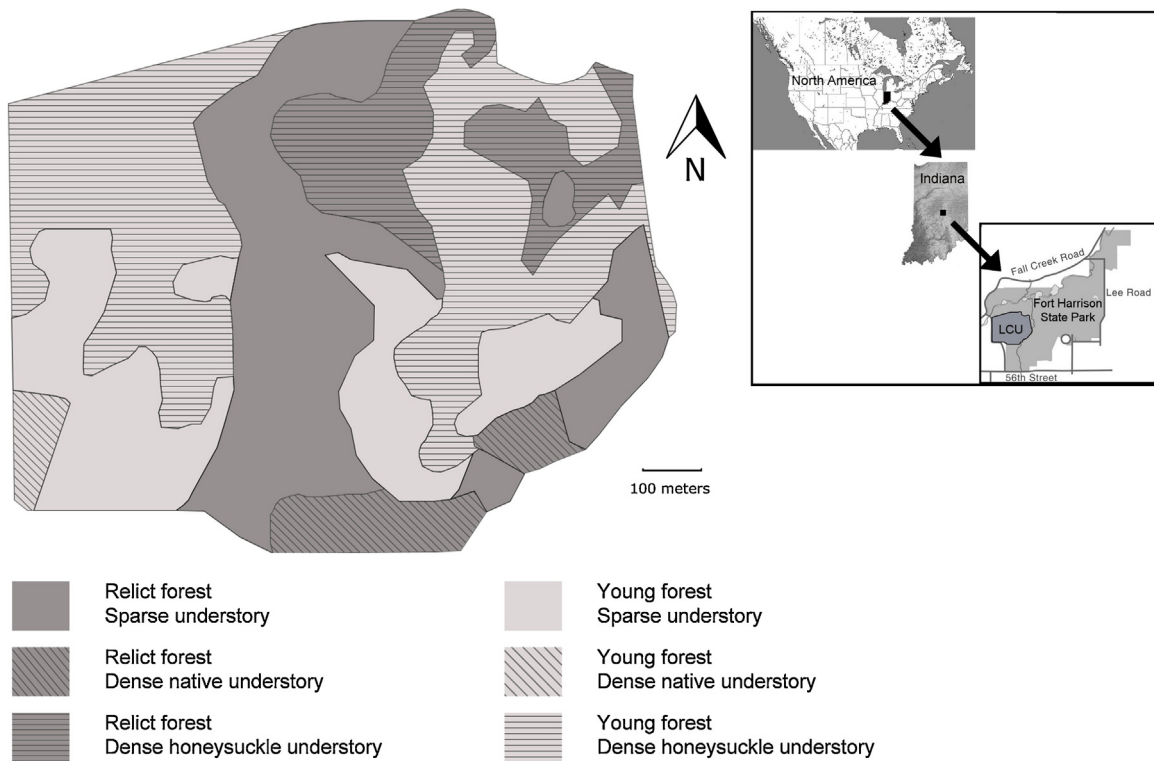 North America
Indiana
Fall Creek Road
Lee Road
Fort Harrison
State Park
LCU
56th Street
N
100 meters
Relict forest
Sparse understory
Relict forest
Dense native understory
Relict forest
Dense honeysuckle understory
Young forest
Sparse understory
Young forest
Dense native understory
Young forest
Dense honeysuckle understory